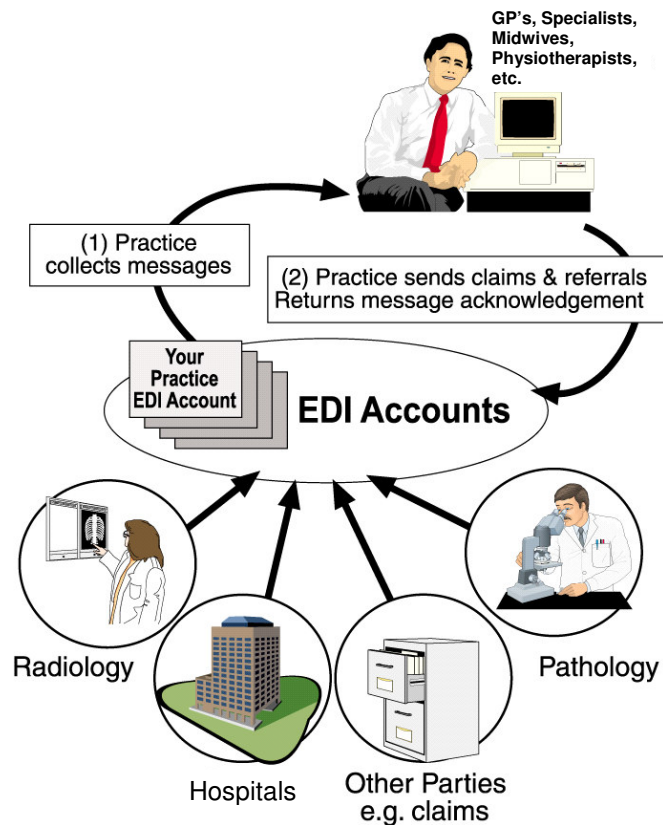 GP's, Specialists,
Midwives,
Physiotherapists,
etc.
(1) Practice
collects messages
(2) Practice sends claims & referrals
Returns message acknowledgement
Your
Practice
EDI Account
EDI Accounts
Radiology
Pathology
Hospitals
Other Parties
e.g. claims